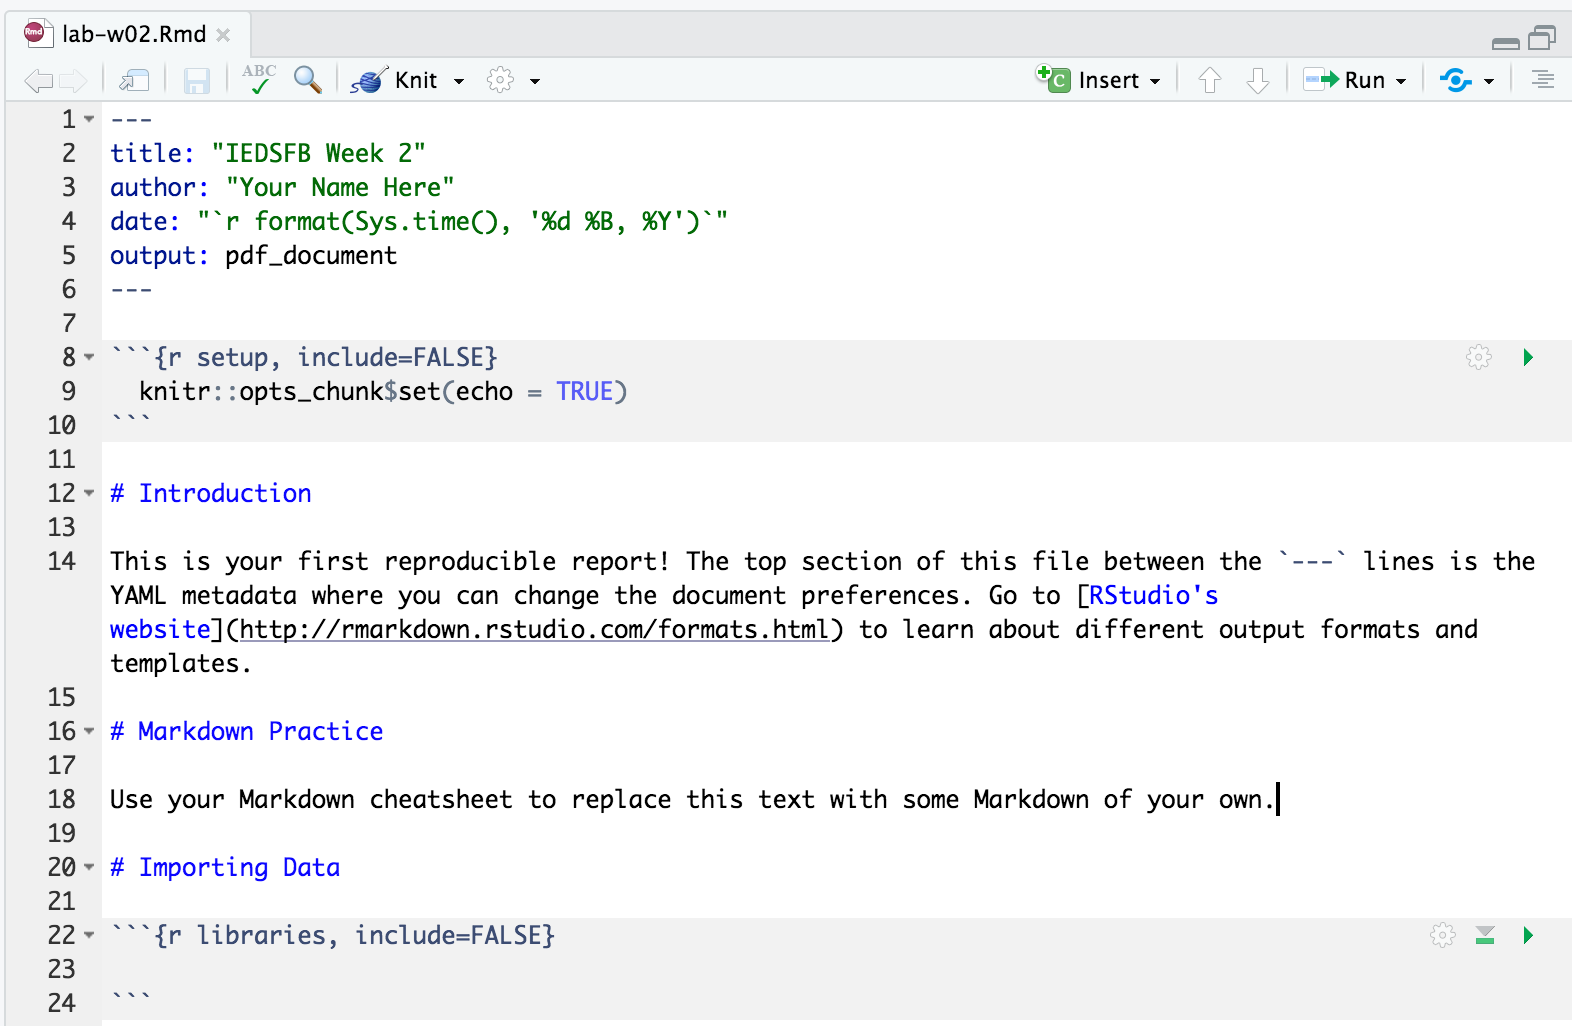 lab-w02.Rmd
ABC Knit Insert Run
1 ---
2 title: "IEDSFB Week 2"
3 author: "Your Name Here"
4 date: "`r format(Sys.time(), '%d %B, %Y')`"
5 output: pdf_document
6 ---
7
8 ```{r setup, include=FALSE}
9   knitr::opts_chunk$set(echo = TRUE)
10 ```
11
12 # Introduction
13
14 This is your first reproducible report! The top section of this file between the `---` lines is the
YAML metadata where you can change the document preferences. Go to [RStudio's
website](http://rmarkdown.rstudio.com/formats.html) to learn about different output formats and
templates.
15
16 # Markdown Practice
17
18 Use your Markdown cheatsheet to replace this text with some Markdown of your own.
19
20 # Importing Data
21
22 ```{r libraries, include=FALSE}
23
24 ```